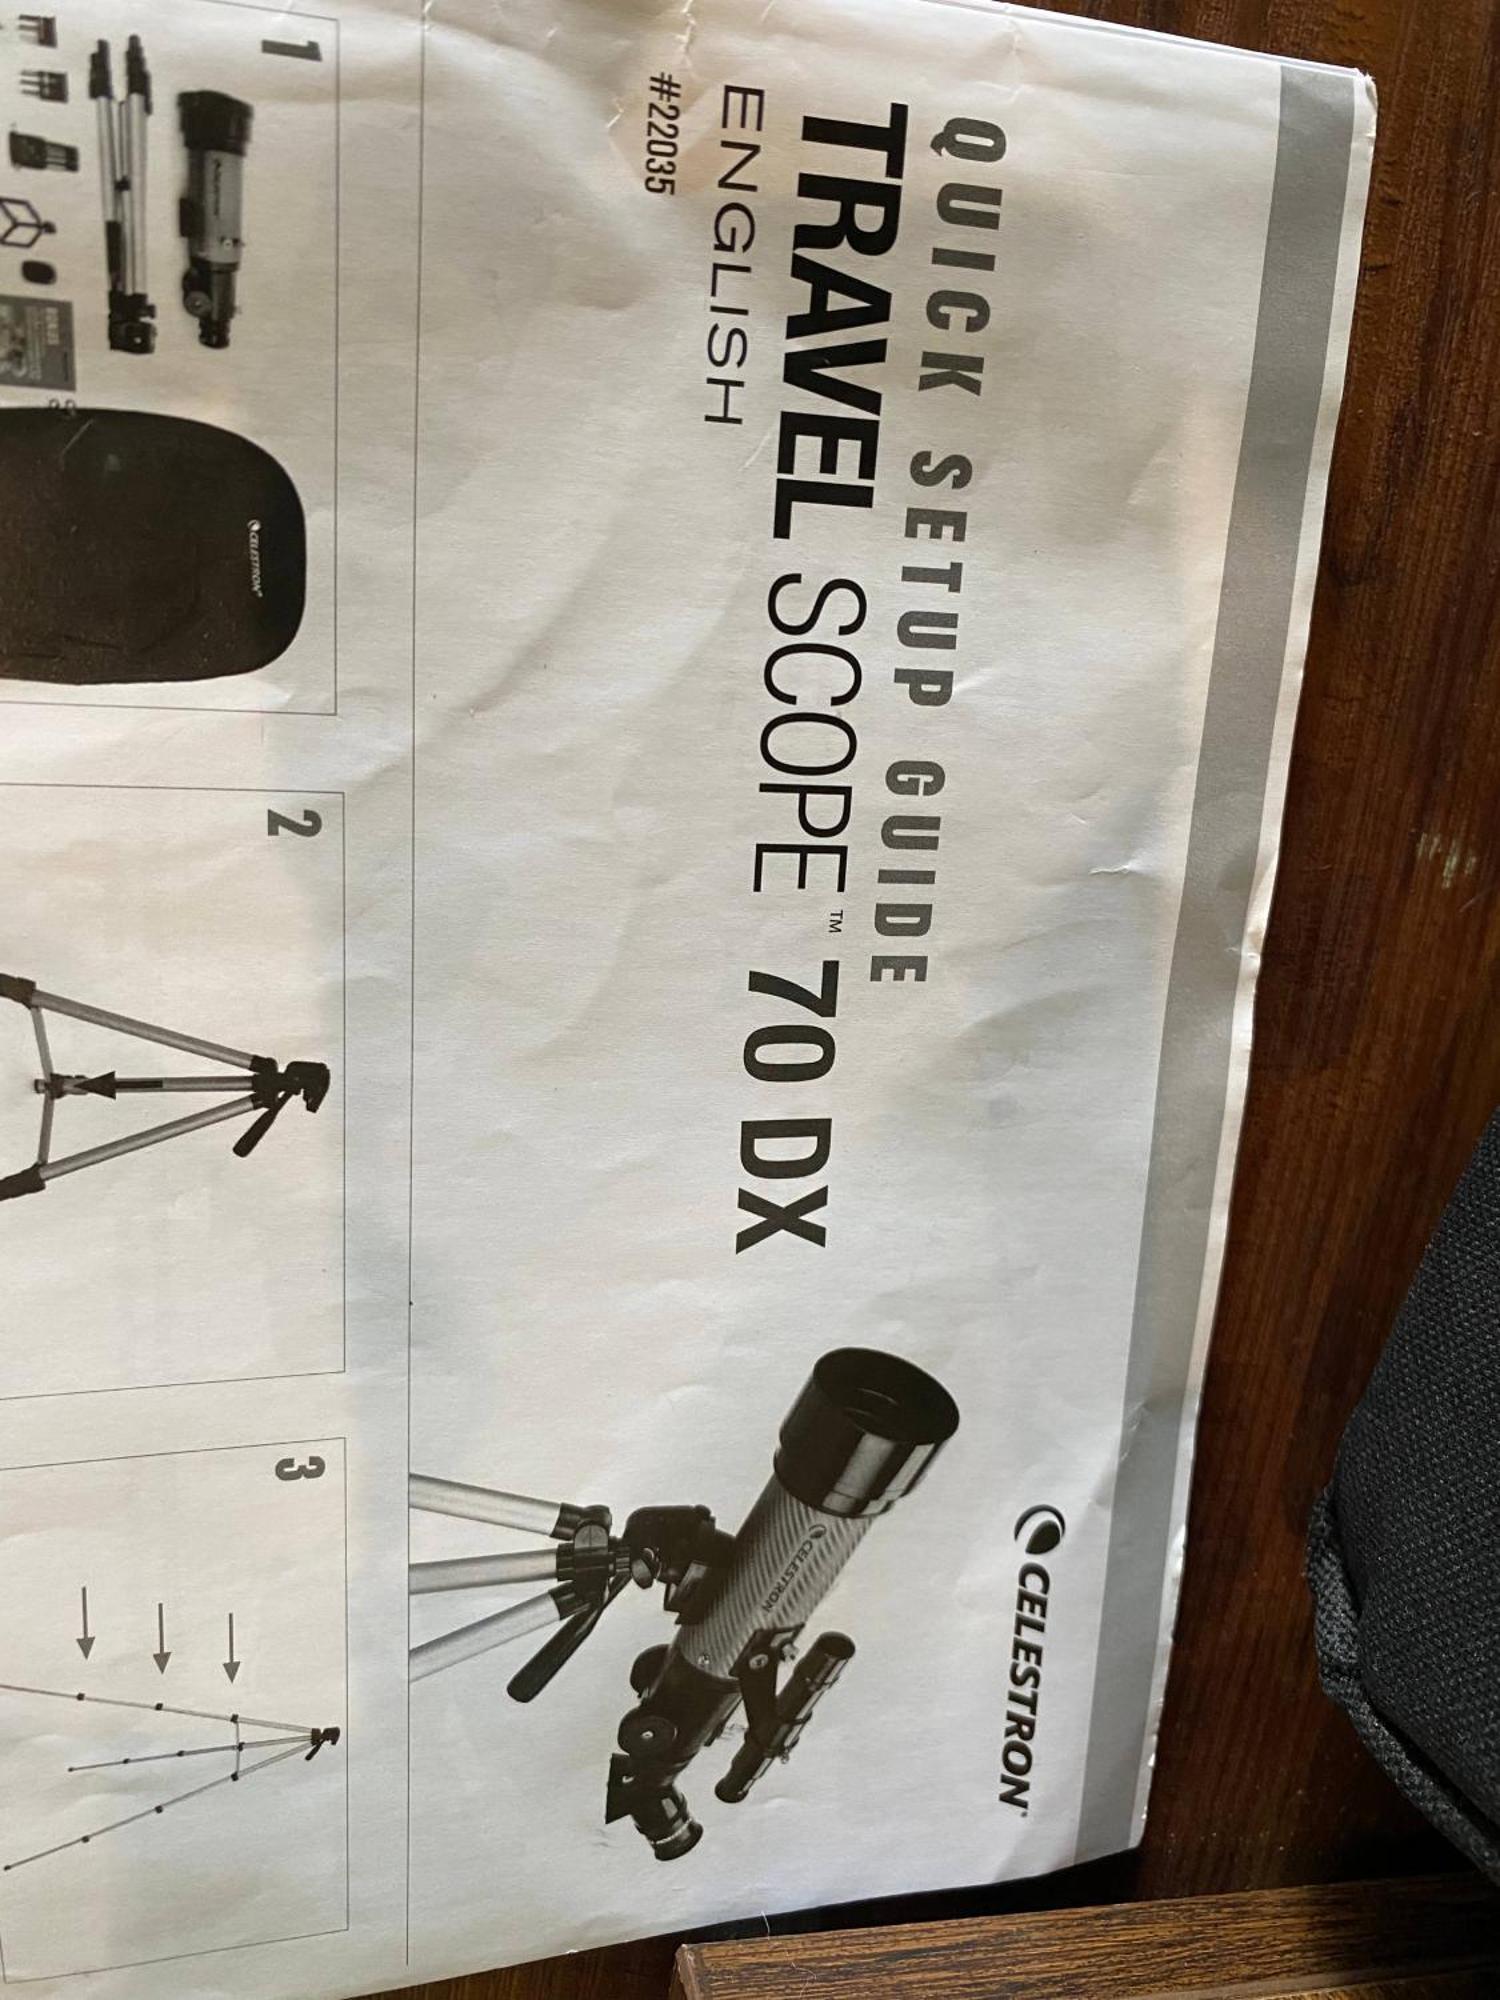 QUICK SETUP GUIDE
TRAVEL SCOPE™ 70 DX
ENGLISH
#22035
CELESTRON
CELESTRON
1
CELESTRON
2
3